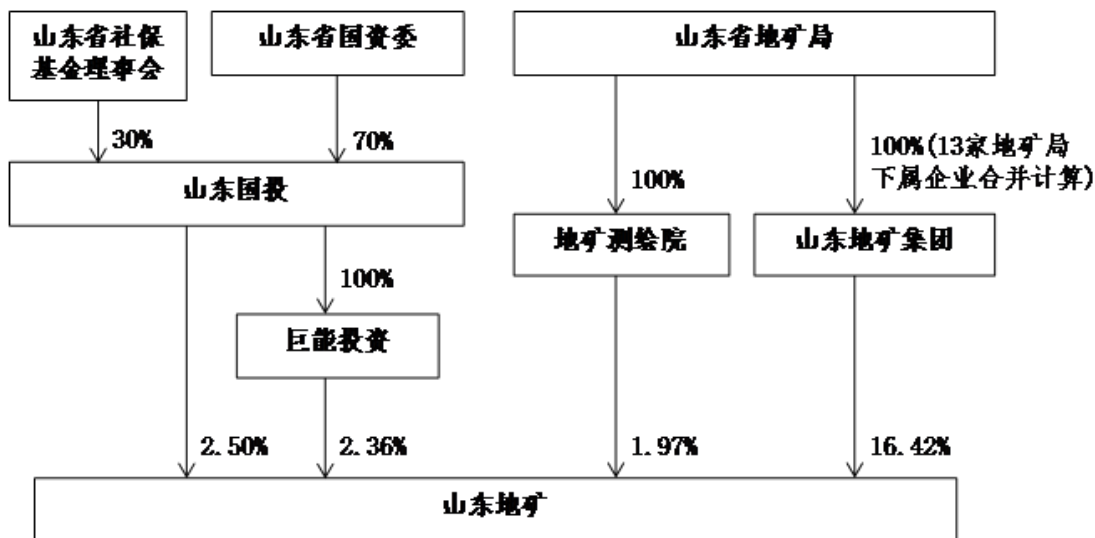 山东省社保
基金理事会
山东省国资委
山东省地矿局
30%
70%
100%
100%(13家地矿局
下属企业合并计算)
山东国投
地矿测绘院
山东地矿集团
100%
巨能投资
2.50%
2.36%
1.97%
16.42%
山东地矿